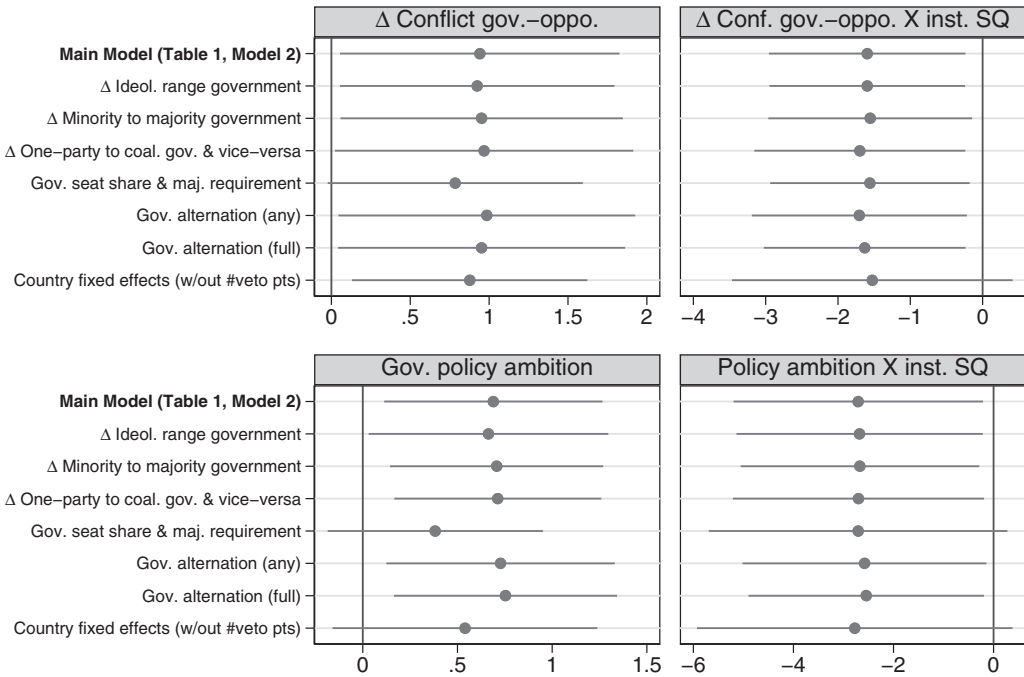 Δ Conflict gov.−oppo.
Δ Conf. gov.−oppo. X inst. SQ
Main Model (Table 1, Model 2)
Δ Ideol. range government
Δ Minority to majority government
Δ One−party to coal. gov. & vice−versa
Gov. seat share & maj. requirement
Gov. alternation (any)
Gov. alternation (full)
Country fixed effects (w/out #veto pts)
0 .5 1 1.5 2
−4 −3 −2 −1 0
Gov. policy ambition
Policy ambition X inst. SQ
Main Model (Table 1, Model 2)
Δ Ideol. range government
Δ Minority to majority government
Δ One−party to coal. gov. & vice−versa
Gov. seat share & maj. requirement
Gov. alternation (any)
Gov. alternation (full)
Country fixed effects (w/out #veto pts)
0 .5 1 1.5
−6 −4 −2 0